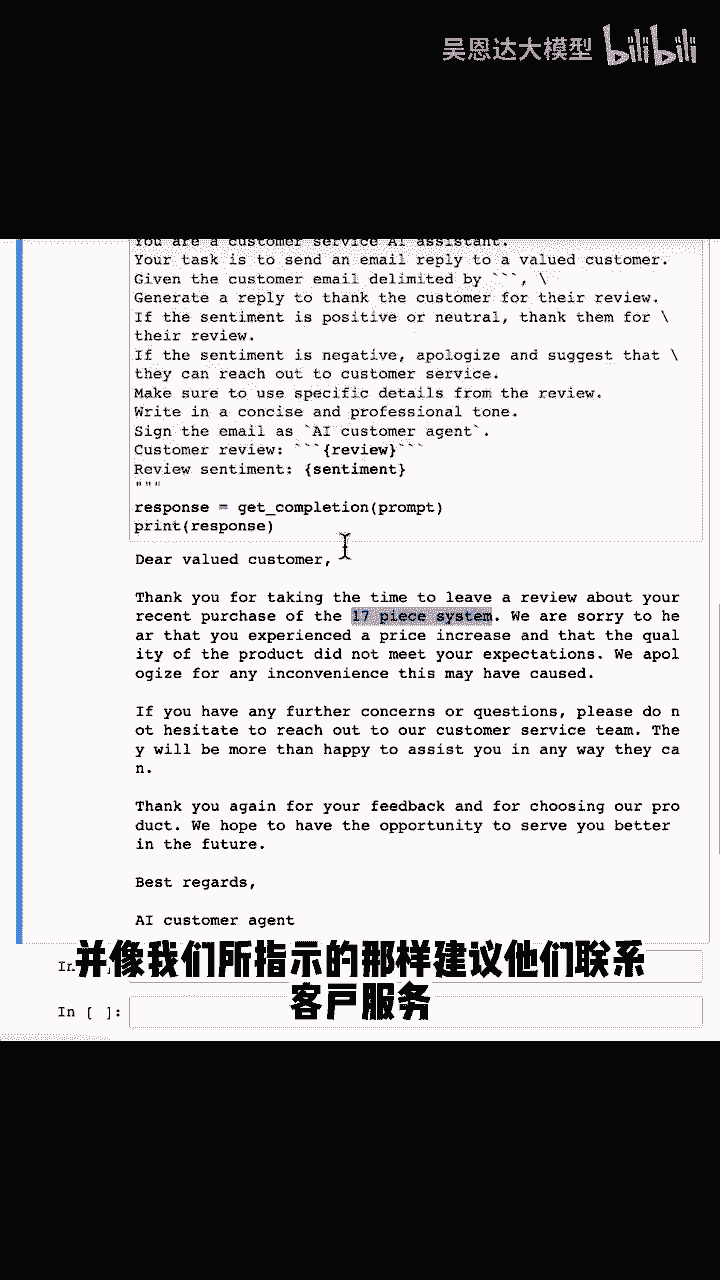 吴恩达大模型 bilibili
You are a customer service AI assistant.
Your task is to send an email reply to a valued customer.
Given the customer email delimited by ```, \
Generate a reply to thank the customer for their review.
If the sentiment is positive or neutral, thank them for \
their review.
If the sentiment is negative, apologize and suggest that \
they can reach out to customer service.
Make sure to use specific details from the review.
Write in a concise and professional tone.
Sign the email as `AI customer agent`.
Customer review: ```{review}```
Review sentiment: {sentiment}
"""
response = get_completion(prompt)
print(response)
Dear valued customer,
Thank you for taking the time to leave a review about your
recent purchase of the 17 piece system. We are sorry to he
ar that you experienced a price increase and that the qual
ity of the product did not meet your expectations. We apol
ogize for any inconvenience this may have caused.
If you have any further concerns or questions, please do n
ot hesitate to reach out to our customer service team. The
y will be more than happy to assist you in any way they ca
n.
Thank you again for your feedback and for choosing our pro
duct. We hope to have the opportunity to serve you better
in the future.
Best regards,
AI customer agent
并像我们所指示的那样建议他们联系
客户服务
In [ ]: